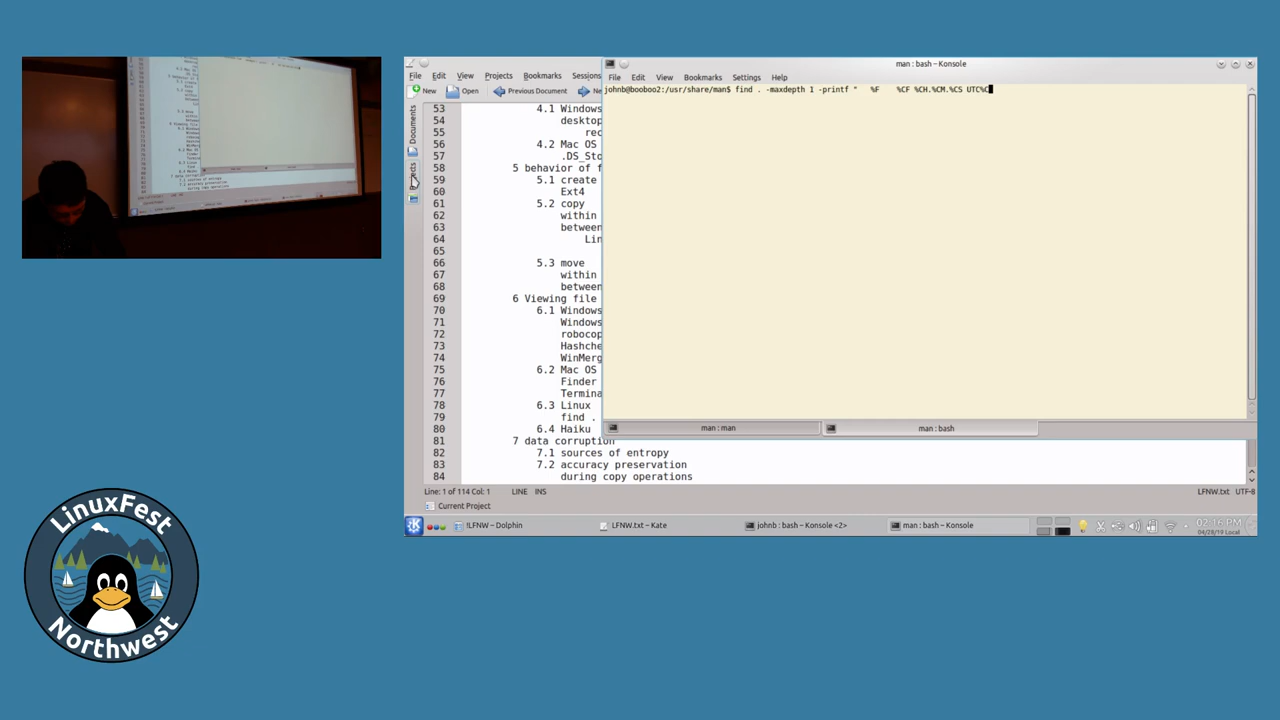 man : bash – Konsole
File Edit View Projects Bookmarks Sessions
File Edit View Bookmarks Settings Help
New Open Previous Document
johnb@booboo2:/usr/share/man$ find . -maxdepth 1 -printf " %F %CF %CH.%CM.%CS UTC%C
Documents
Projects
53 4.1 Windows
54 desktop
55 rec
56 4.2 Mac OS
57 .DS_Sto
58 5 behavior of f
59 5.1 create
60 Ext4
61 5.2 copy
62 within
63 between
64 Lin
65
66 5.3 move
67 within
68 between
69 6 Viewing file
70 6.1 Windows
71 Windows
72 robocop
73 Hashche
74 WinMerg
75 6.2 Mac OS
76 Finder
77 Termina
78 6.3 Linux
79 find .
80 6.4 Haiku
man : man man : bash
81 7 data corruption
82 7.1 sources of entropy
83 7.2 accuracy preservation
84 during copy operations
Line: 1 of 114 Col: 1 LINE INS LFNW.txt UTF-8
Current Project
!LFNW – Dolphin LFNW.txt – Kate johnb : bash – Konsole <2> man : bash – Konsole 02:16 PM
04/28/19 Local
LinuxFest
Northwest